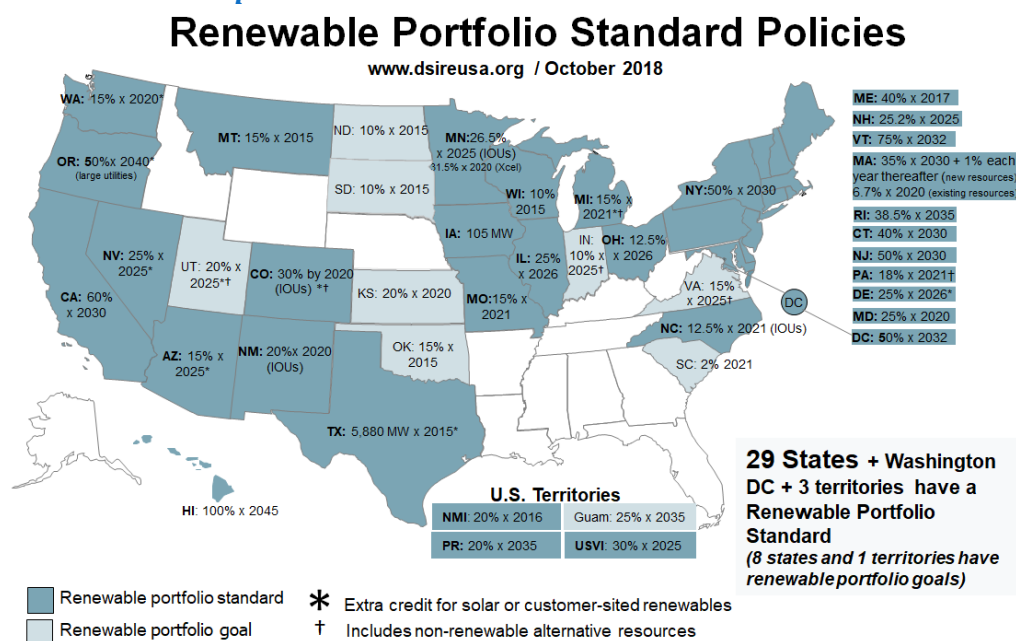 Renewable Portfolio Standard Policies
www.dsireusa.org / October 2018
WA: 15% x 2020*
OR: 50%x 2040*
(large utilities)
MT: 15% x 2015
ND: 10% x 2015
SD: 10% x 2015
MN:26.5%
x 2025 (IOUs)
31.5% x 2020 (Xcel)
WI: 10%
2015
MI: 15% x
2021*†
NY:50% x 2030
IA: 105 MW
IL: 25%
x 2026
IN:
10% x
2025†
OH: 12.5%
x 2026
NV: 25% x
2025*
UT: 20% x
2025*†
CO: 30% by 2020
(IOUs) *†
KS: 20% x 2020
MO:15% x
2021
VA: 15%
x 2025†
DC
CA: 60%
x 2030
AZ: 15% x
2025*
NM: 20%x 2020
(IOUs)
OK: 15% x
2015
NC: 12.5% x 2021 (IOUs)
SC: 2% 2021
TX: 5,880 MW x 2015*
HI: 100% x 2045
ME: 40% x 2017
NH: 25.2% x 2025
VT: 75% x 2032
MA: 35% x 2030 + 1% each
year thereafter (new resources)
6.7% x 2020 (existing resources)
RI: 38.5% x 2035
CT: 40% x 2030
NJ: 50% x 2030
PA: 18% x 2021†
DE: 25% x 2026*
MD: 25% x 2020
DC: 50% x 2032
U.S. Territories
NMI: 20% x 2016
Guam: 25% x 2035
PR: 20% x 2035
USVI: 30% x 2025
29 States + Washington
DC + 3 territories have a
Renewable Portfolio
Standard
(8 states and 1 territories have
renewable portfolio goals)
Renewable portfolio standard
* Extra credit for solar or customer-sited renewables
Renewable portfolio goal
† Includes non-renewable alternative resources